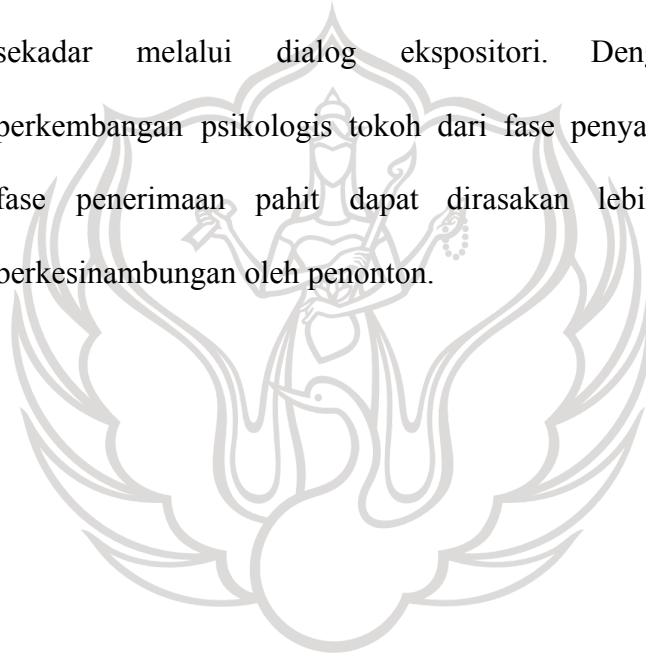 sekadar melalui dialog ekspositori.
perkembangan psikologis tokoh dari fase
fase penerimaan pahit dapat dirasakan
berkesinambungan oleh penonton.